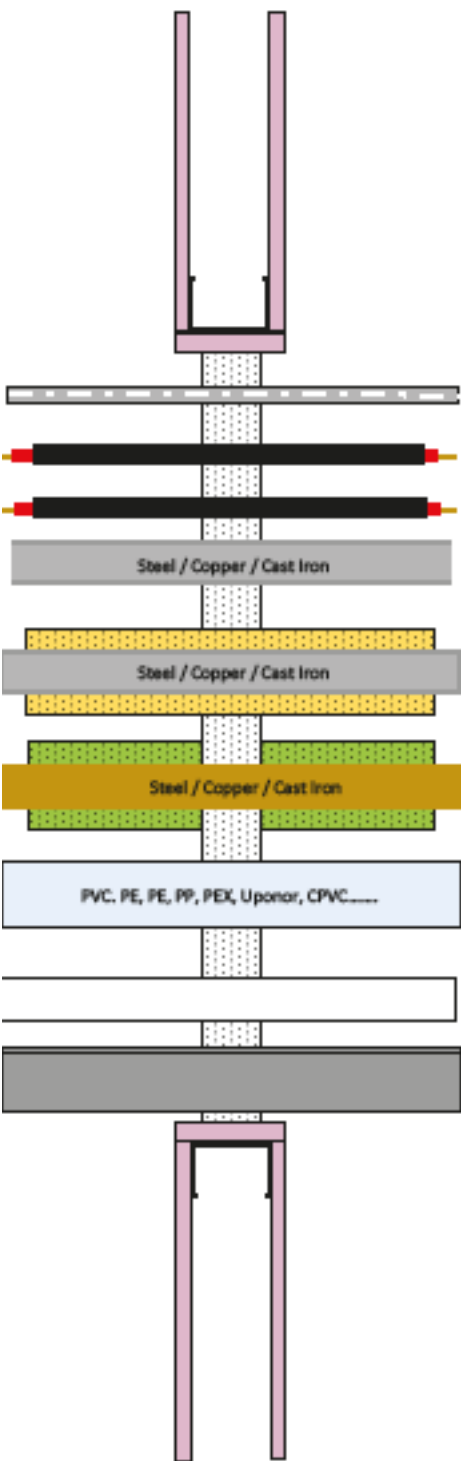 Steel / Copper / Cast Iron
Steel / Copper / Cast Iron
Steel / Copper / Cast Iron
PVC. PE, PE, PP, PEX, Uponor, CPVC.......